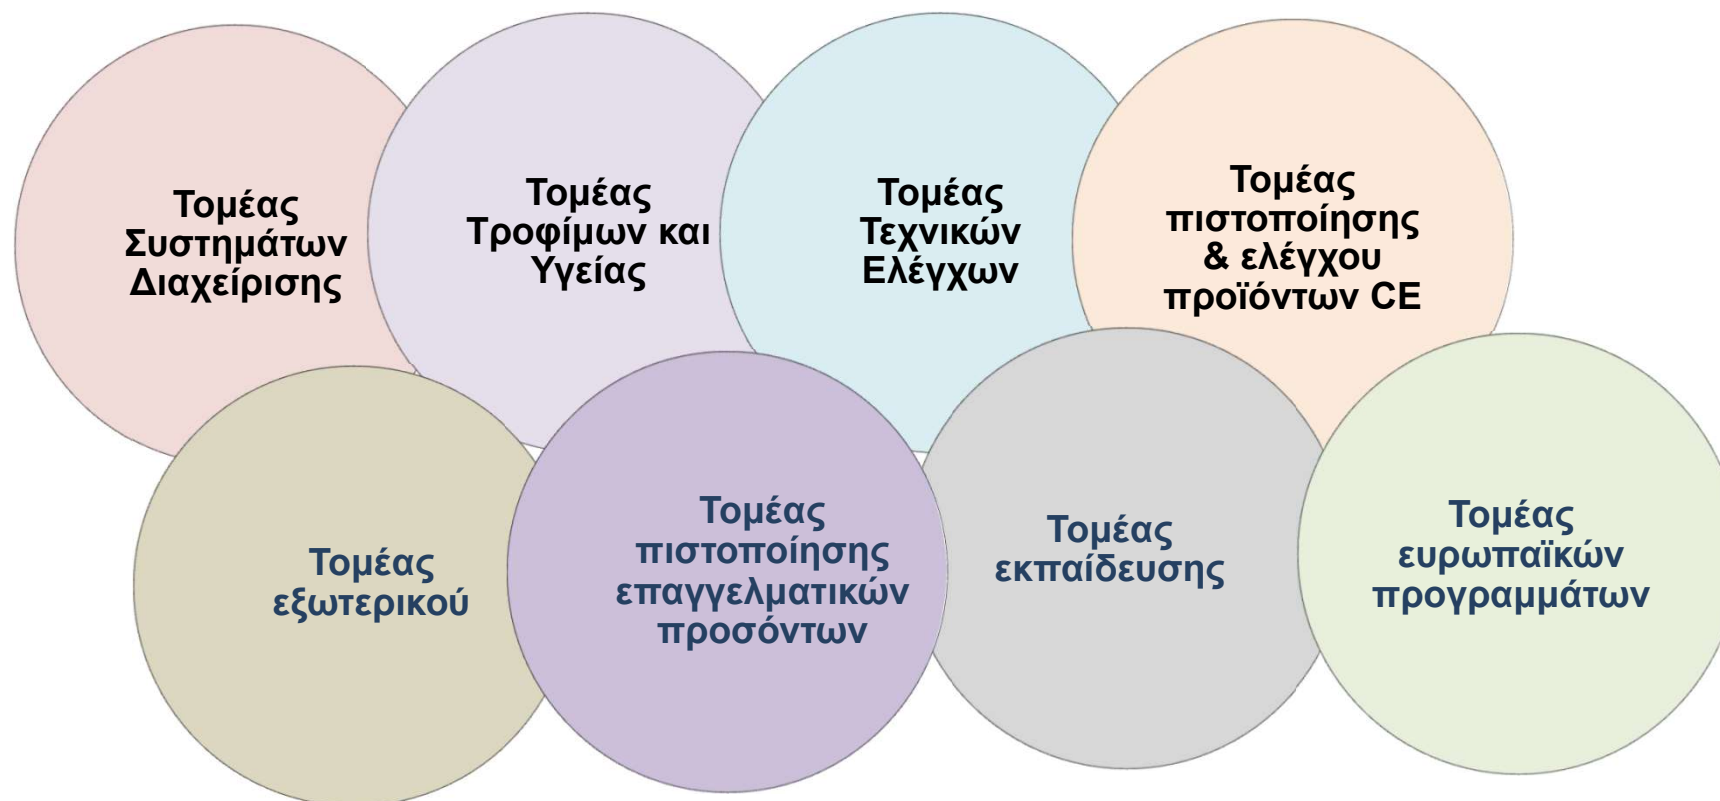 Τομέας
Συστημάτων
Διαχείρισης
Τομέας
Τροφίμων και
Υγείας
Τομέας
Τεχνικών
Ελέγχων
Τομέας
πιστοποίησης
& ελέγχου
προϊόντων CE
Τομέας
εξωτερικού
Τομέας
πιστοποίησης
επαγγελματικών
προσόντων
Τομέας
εκπαίδευσης
Τομέας
ευρωπαϊκών
προγραμμάτων